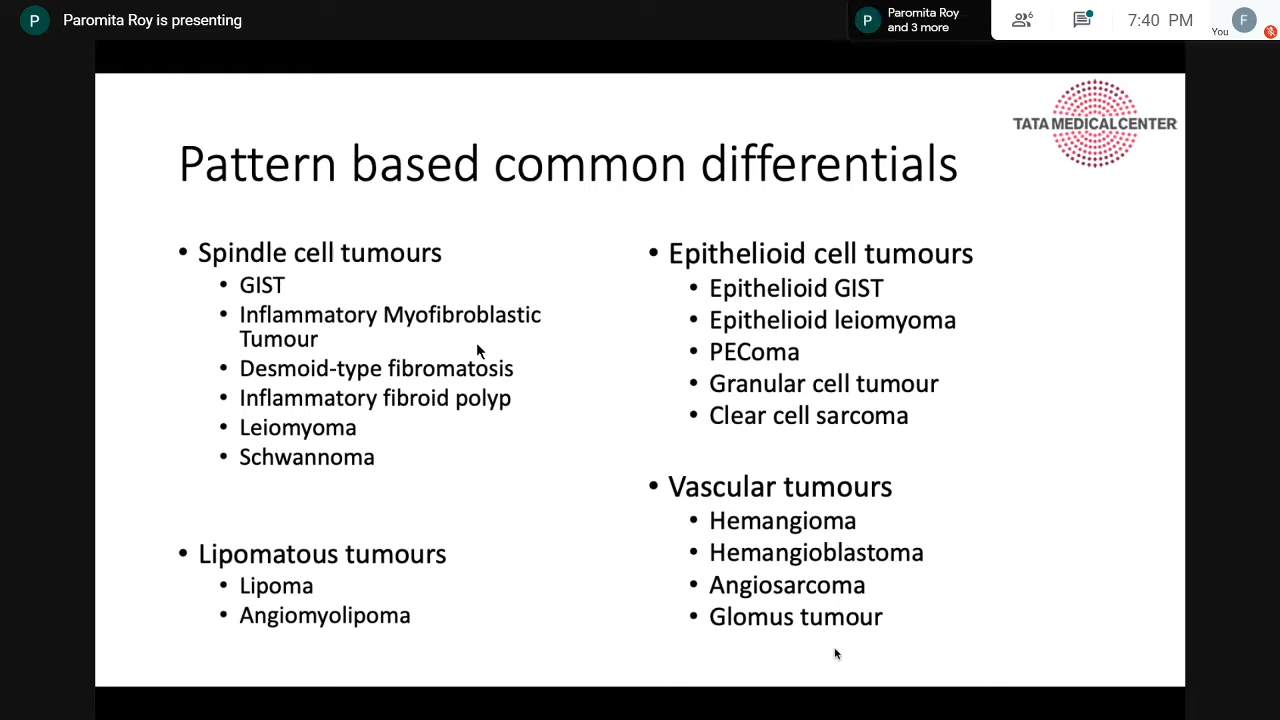 P Paromita Roy is presenting
P Paromita Roy
and 3 more
6
7:40 PM
You F
TATA MEDICAL CENTER
Pattern based common differentials
• Spindle cell tumours
• GIST
• Inflammatory Myofibroblastic
Tumour
• Desmoid-type fibromatosis
• Inflammatory fibroid polyp
• Leiomyoma
• Schwannoma
• Lipomatous tumours
• Lipoma
• Angiomyolipoma
• Epithelioid cell tumours
• Epithelioid GIST
• Epithelioid leiomyoma
• PEComa
• Granular cell tumour
• Clear cell sarcoma
• Vascular tumours
• Hemangioma
• Hemangioblastoma
• Angiosarcoma
• Glomus tumour